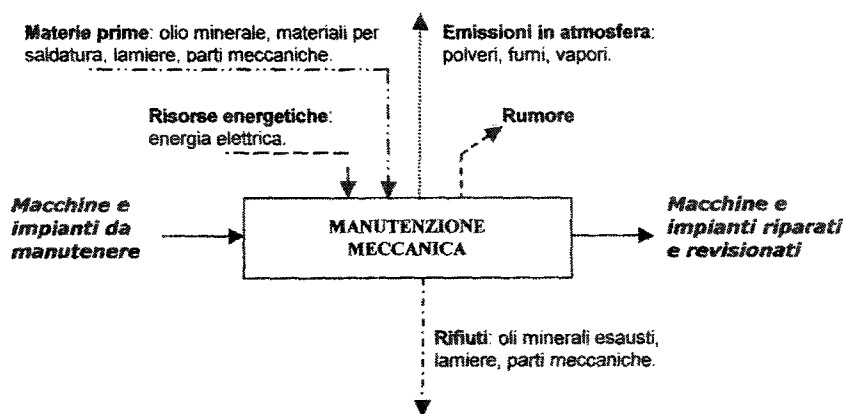 Materie prime: olio minerale, materiali per
saldatura, lamiere, parti meccaniche.
Emissioni in atmosfera:
polveri, fumi, vapori.
Risorse energetiche:
energia elettrica.
Rumore
Macchine e
impianti da
manutenere
MANUTENZIONE
MECCANICA
Macchine e
impianti riparati
e revisionati
Rifiuti: oli minerali esausti,
lamiere, parti meccaniche.